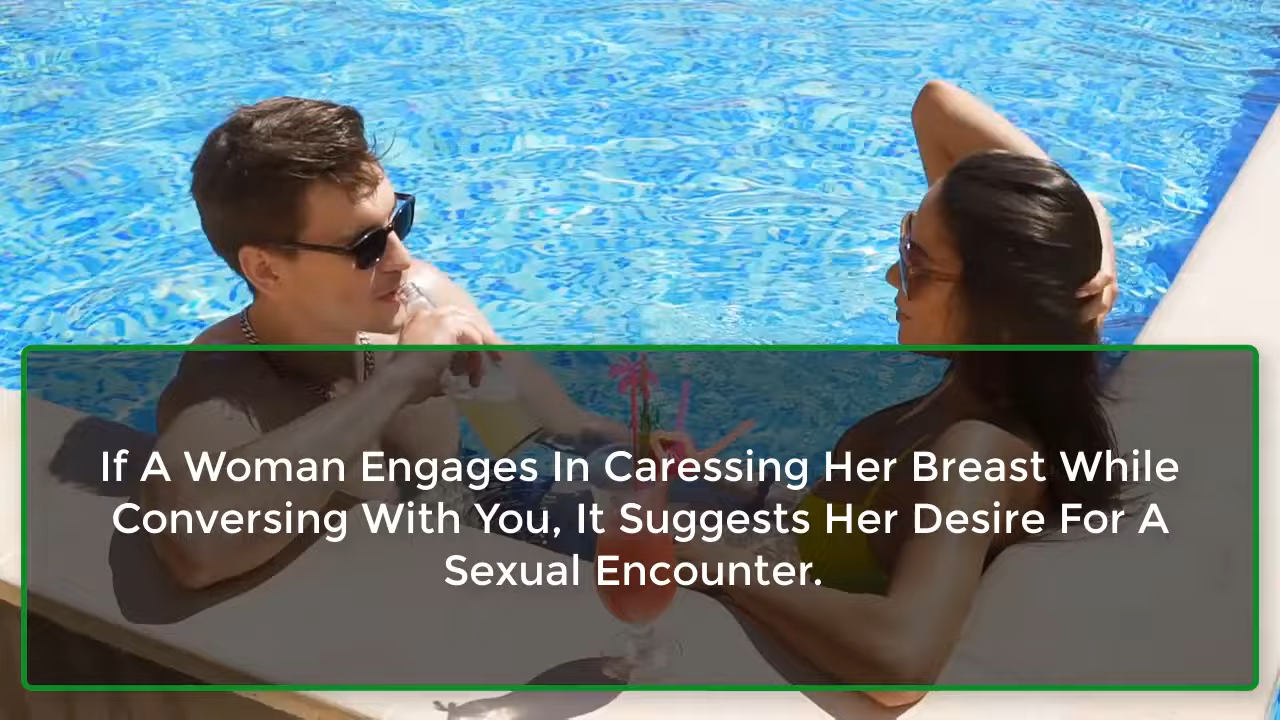 If A Woman Engages In Caressing Her Breast While
Conversing With You, It Suggests Her Desire For A
Sexual Encounter.